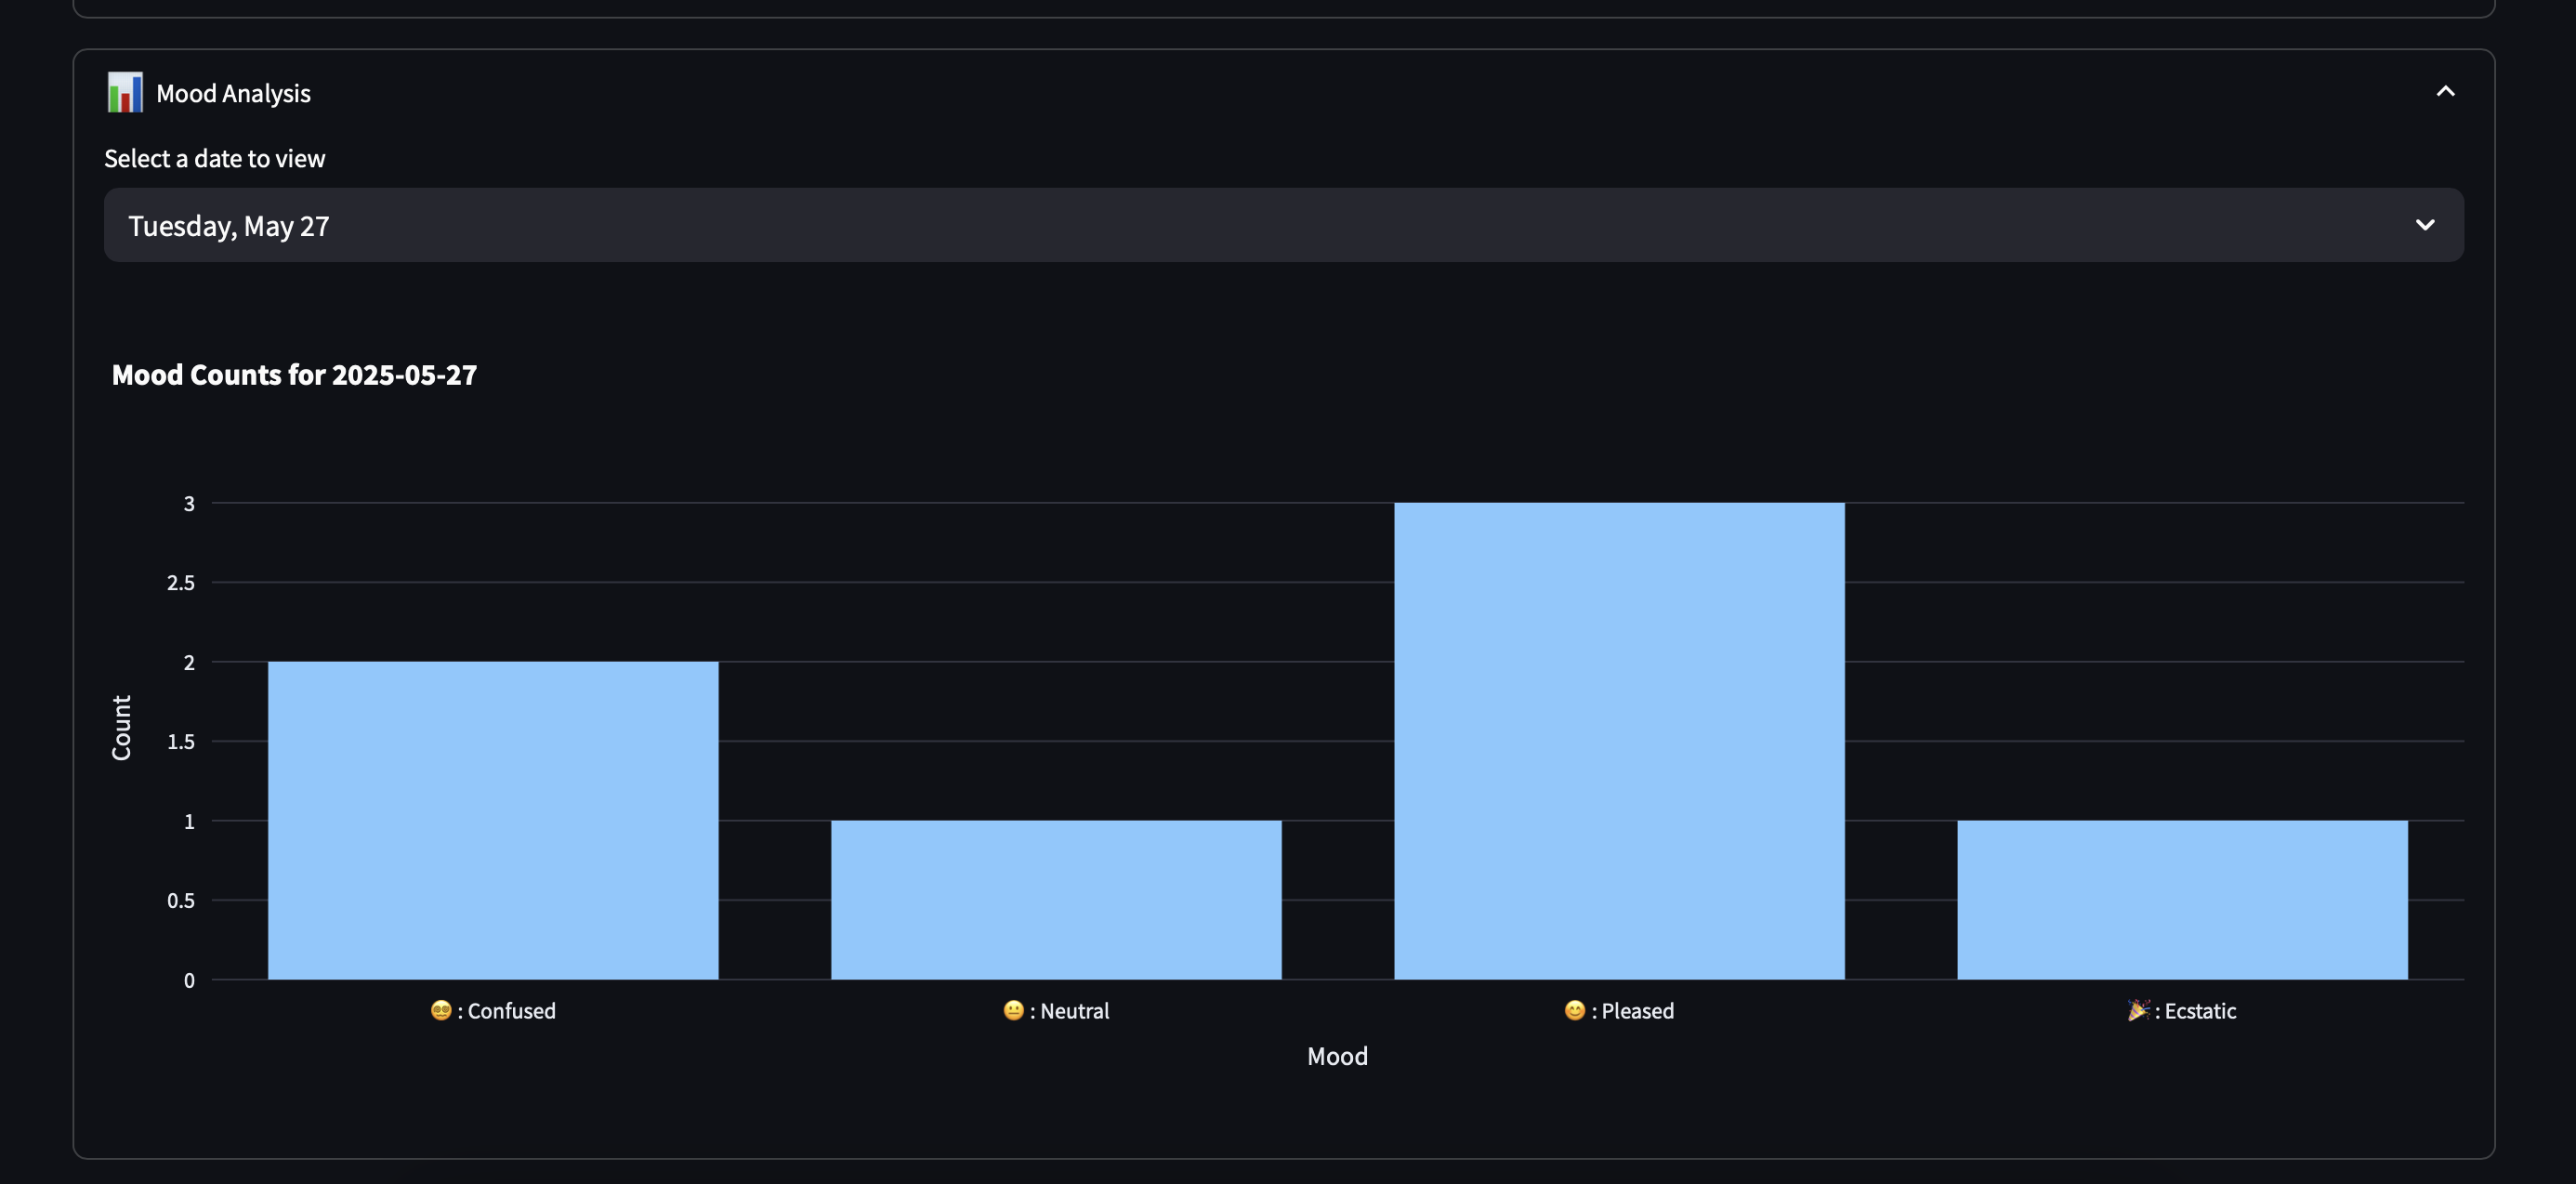 📊 Mood Analysis
Select a date to view
Tuesday, May 27
Mood Counts for 2025-05-27
3
2.5
2
1.5
1
0.5
0
Count
😵‍💫 : Confused
😐 : Neutral
😊 : Pleased
🎉 : Ecstatic
Mood